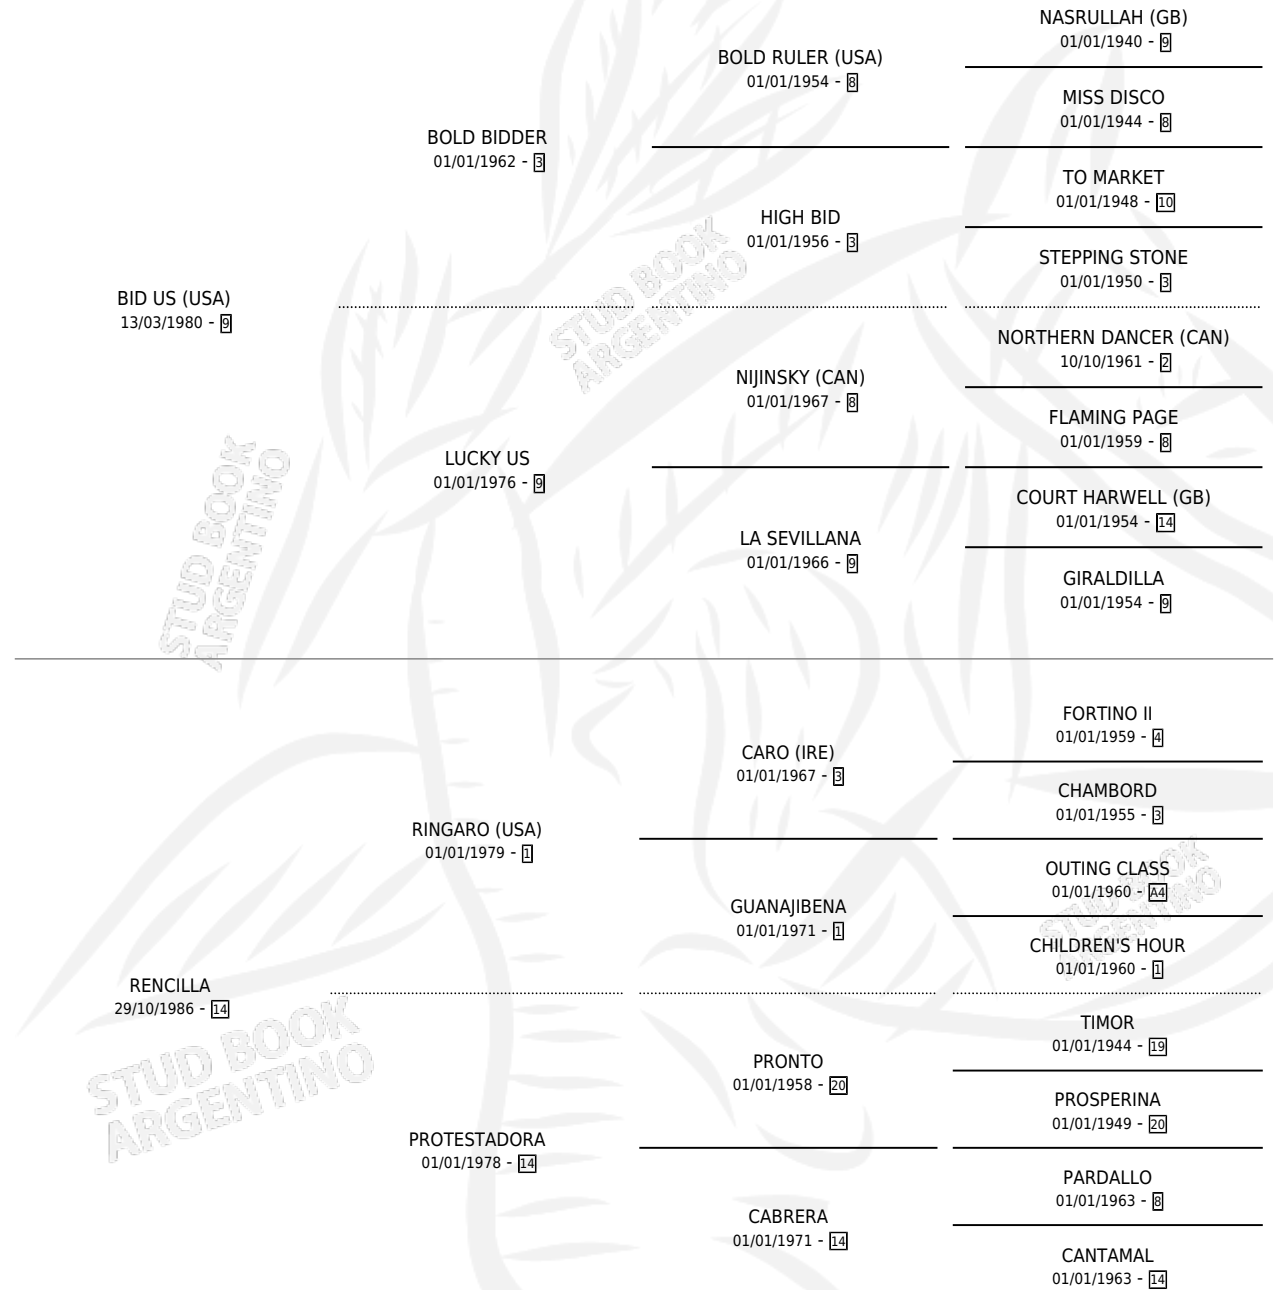 NASRULLAH (GB)
01/01/1940 - 9
BOLD RULER (USA)
01/01/1954 - 8
MISS DISCO
01/01/1944 - 8
BOLD BIDDER
01/01/1962 - 3
TO MARKET
01/01/1948 - 10
HIGH BID
01/01/1956 - 3
STEPPING STONE
01/01/1950 - 3
BID US (USA)
13/03/1980 - 9
NORTHERN DANCER (CAN)
10/10/1961 - 2
NIJINSKY (CAN)
01/01/1967 - 8
FLAMING PAGE
01/01/1959 - 8
LUCKY US
01/01/1976 - 9
COURT HARWELL (GB)
01/01/1954 - 14
LA SEVILLANA
01/01/1966 - 9
GIRALDILLA
01/01/1954 - 9
FORTINO II
01/01/1959 - 4
CARO (IRE)
01/01/1967 - 3
CHAMBORD
01/01/1955 - 3
RINGARO (USA)
01/01/1979 - 1
OUTING CLASS
01/01/1960 - A4
GUANAJIBENA
01/01/1971 - 1
CHILDREN'S HOUR
01/01/1960 - 1
RENCILLA
29/10/1986 - 14
TIMOR
01/01/1944 - 19
PRONTO
01/01/1958 - 20
PROSPERINA
01/01/1949 - 20
PROTESTADORA
01/01/1978 - 14
PARDALLO
01/01/1963 - 8
CABRERA
01/01/1971 - 14
CANTAMAL
01/01/1963 - 14
STUD BOOK
ARGENTINO
STUD BOOK
ARGENTINO
STUD BOOK
ARGENTINO
STUD BOOK
ARGENTINO